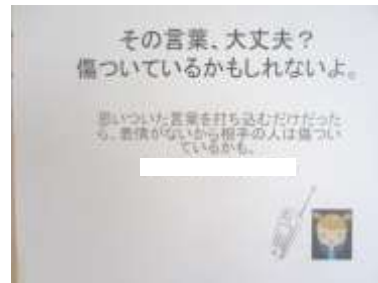 その言葉、大丈夫？
傷ついているかもしれないよ。
思いついた言葉を打ち込むだけだった
ら、表情がないから相手の人は傷つい
ているかも。